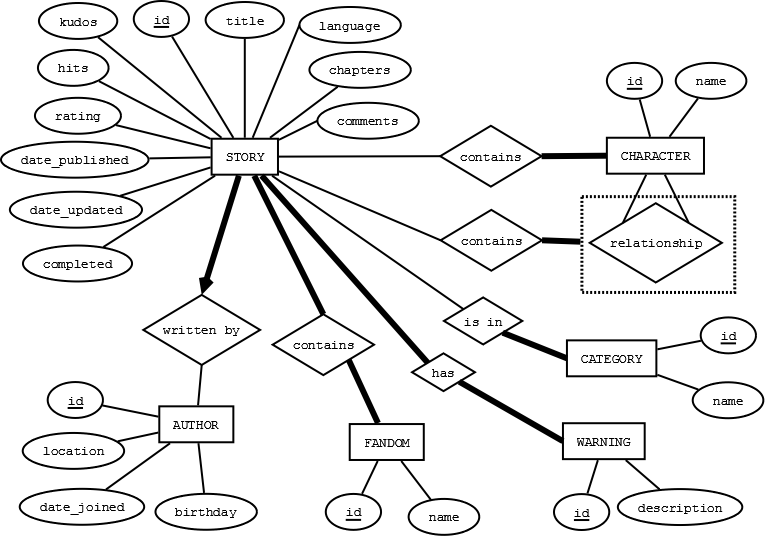 kudos
id
title
language
hits
chapters
id
name
rating
comments
date_published
STORY
contains
CHARACTER
date_updated
completed
contains
relationship
written by
contains
is in
id
has
CATEGORY
id
name
AUTHOR
location
FANDOM
WARNING
date_joined
birthday
id
name
id
description